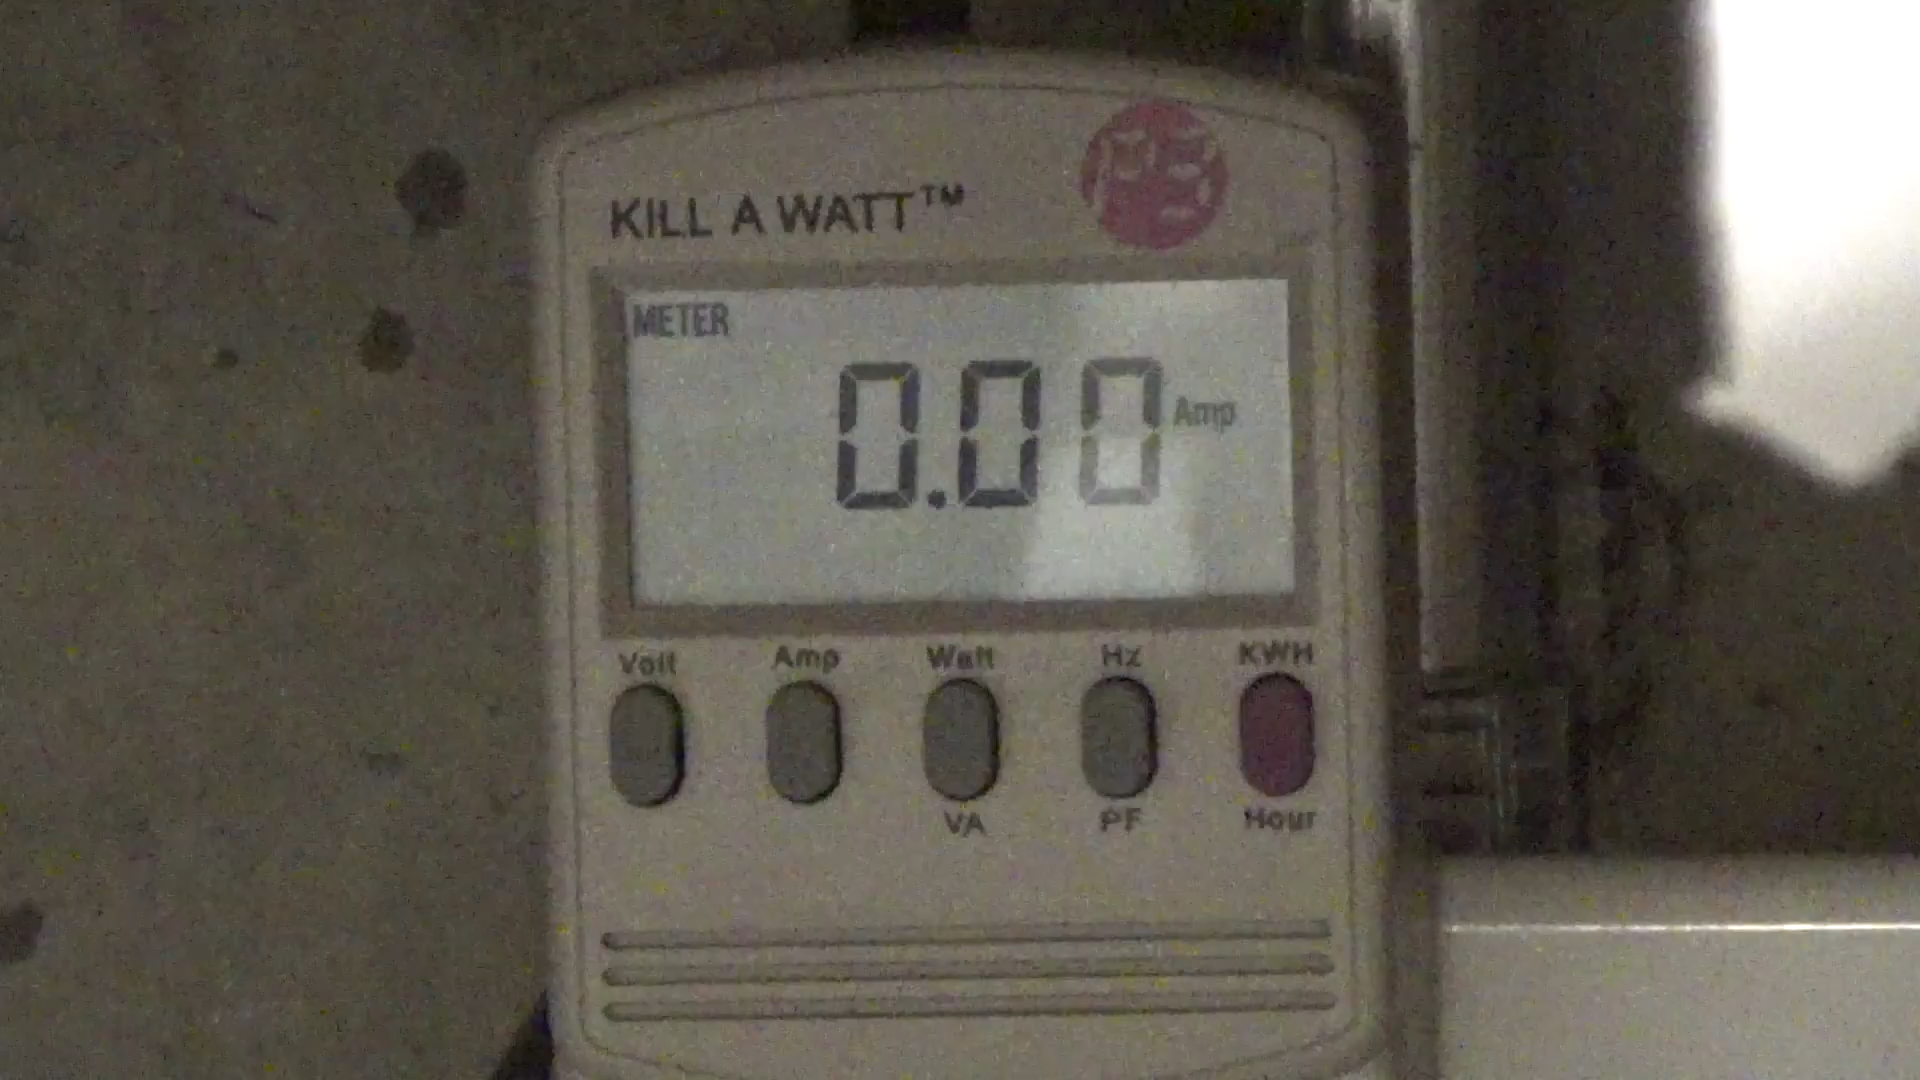 KILL A WATT™
METER
0.00 Amp
Volt Amp Watt Hz KWH
VA PF Hour